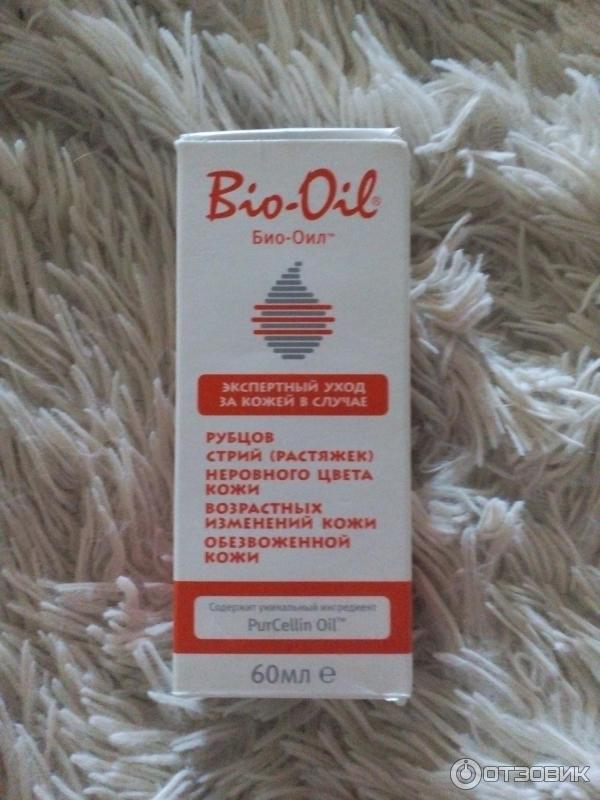 Bio-Oil®
Био-Оил™
ЭКСПЕРТНЫЙ УХОД
ЗА КОЖЕЙ В СЛУЧАЕ
РУБЦОВ
СТРИЙ (РАСТЯЖЕК)
НЕРОВНОГО ЦВЕТА
КОЖИ
ВОЗРАСТНЫХ
ИЗМЕНЕНИЙ КОЖИ
ОБЕЗВОЖЕННОЙ
КОЖИ
Содержит уникальный ингредиент
PurCellin Oil™
60мл ℮
ОТЗОВИК